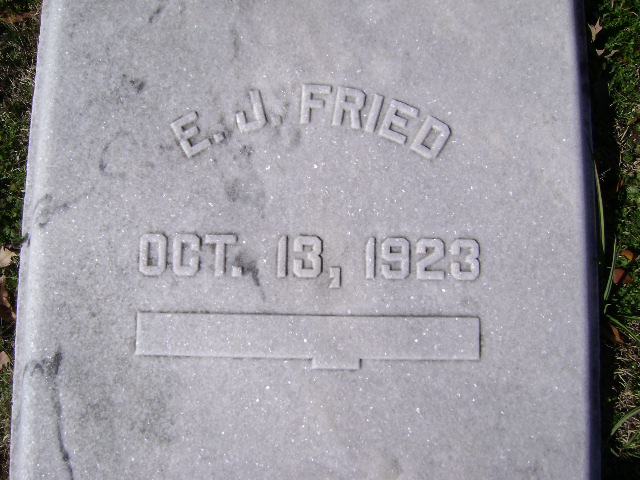 E. J. FRIED
OCT. 13, 1923